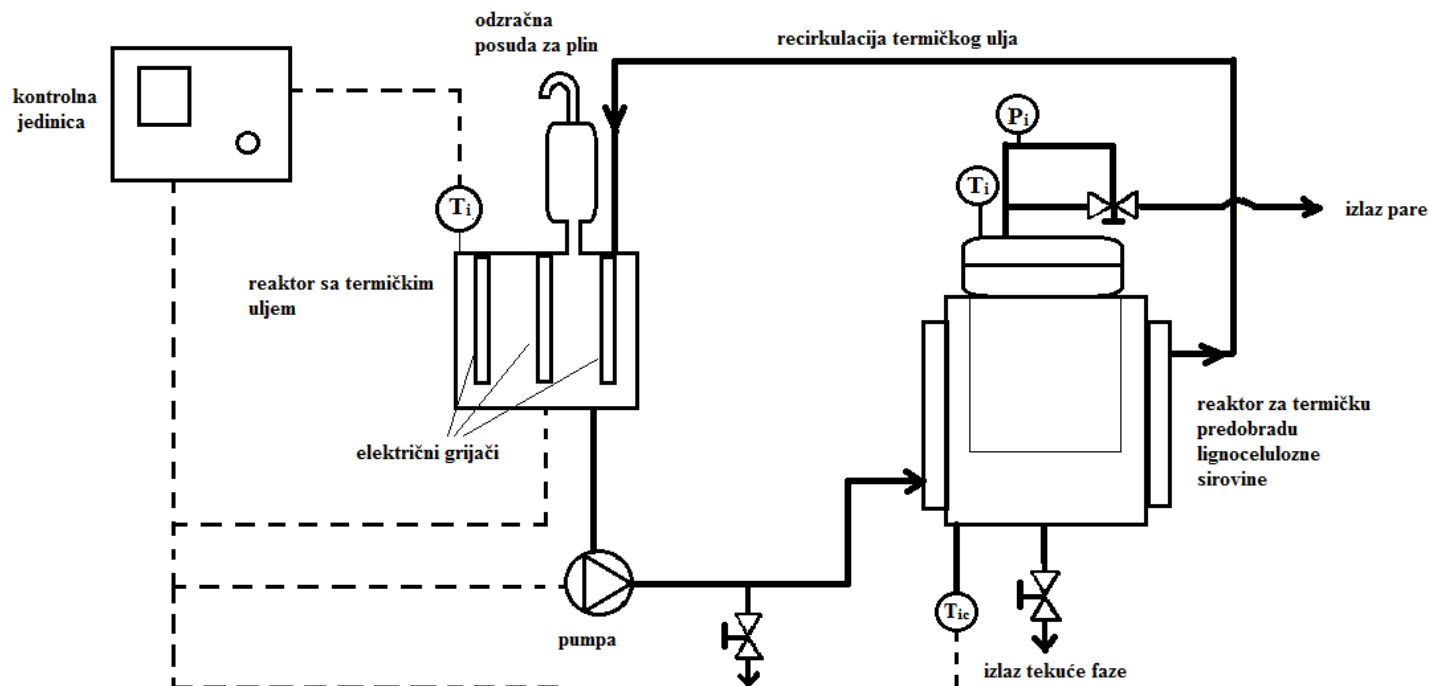 odzračna
posuda za plin
recirkulacija termičkog ulja
kontrolna
jedinica
Pi
Ti
Ti
izlaz pare
reaktor sa termičkim
uljem
električni grijači
reaktor za termičku
predobradu
lignocelulozne
sirovine
Tic
pumpa
izlaz tekuće faze